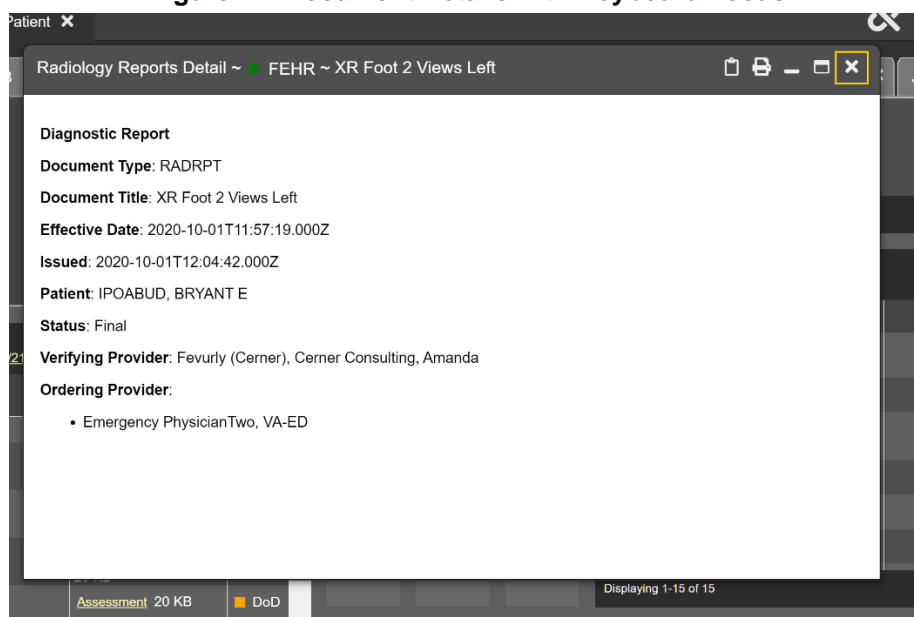 Patient
Radiology Reports Detail ~ FEHR ~ XR Foot 2 Views Left
Diagnostic Report
Document Type: RADRPT
Document Title: XR Foot 2 Views Left
Effective Date: 2020-10-01T11:57:19.000Z
Issued: 2020-10-01T12:04:42.000Z
Patient: IPOABUD, BRYANT E
Status: Final
/21
Verifying Provider: Fevurly (Cerner), Cerner Consulting, Amanda
Ordering Provider:
• Emergency PhysicianTwo, VA-ED
Displaying 1-15 of 15
Assessment 20 KB
DoD